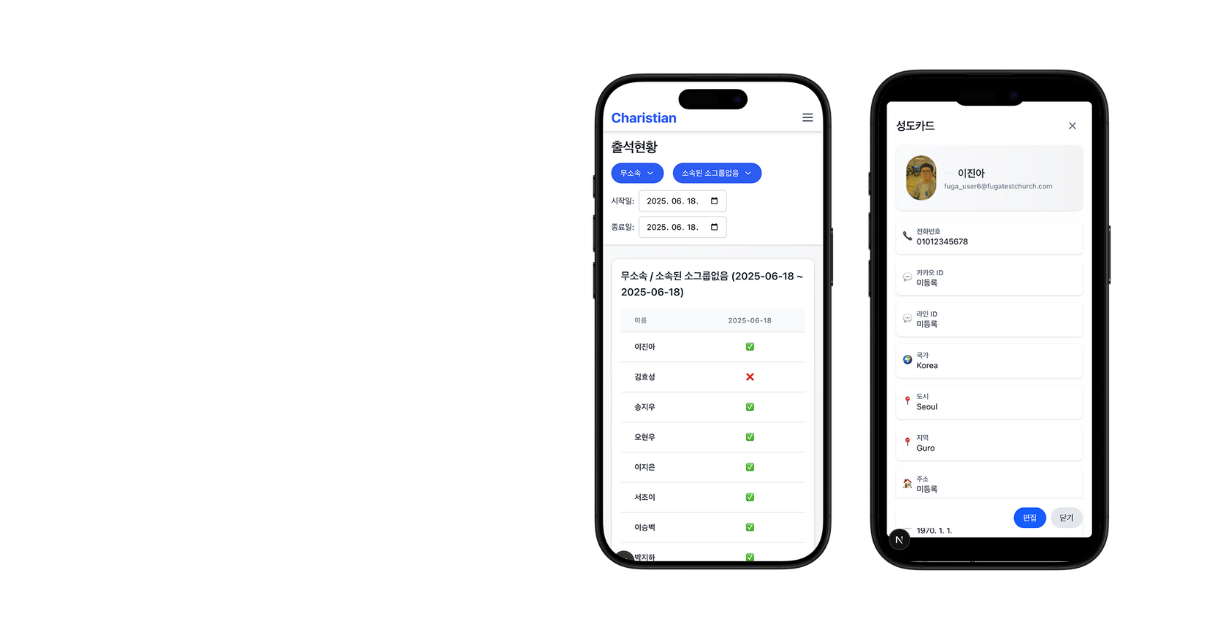 Charistian
출석현황
무소속
소속된 소그룹없음
시작일: 2025. 06. 18.
종료일: 2025. 06. 18.
무소속 / 소속된 소그룹없음 (2025-06-18 ~
2025-06-18)
이름 2025-06-18
이진아
김효성
송지우
오현우
이지은
서조이
이승백
박지하
성도카드
이진아
fuga_user6@fugatestchurch.com
전화번호
01012345678
카카오 ID
미등록
라인 ID
미등록
국가
Korea
도시
Seoul
지역
Guro
주소
미등록
편집 닫기
1970. 1. 1.
N